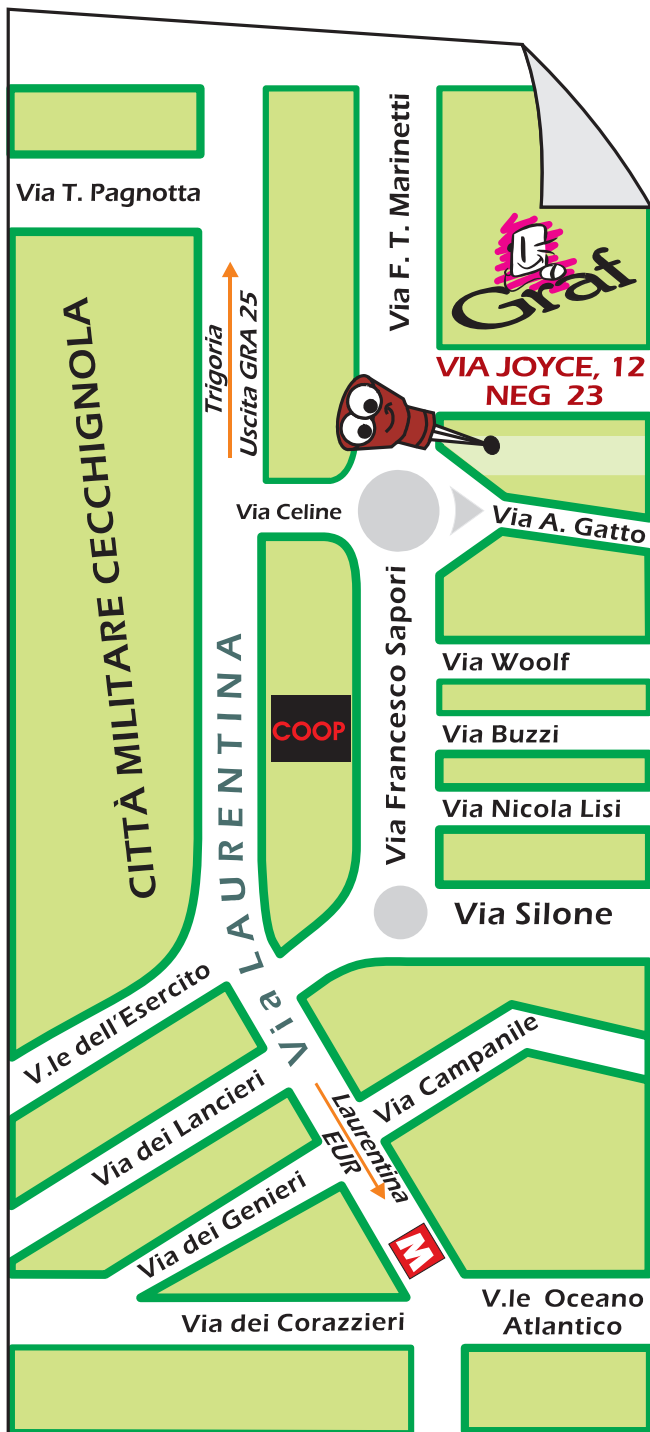 Via T. Pagnotta
Via F. T. Marinetti
Graf
VIA JOYCE, 12
NEG 23
Trigoria
Uscita GRA 25
CITTÀ MILITARE CECCHIGNOLA
Via Celine
Via A. Gatto
Via Francesco Sapori
Via Woolf
COOP
Via Buzzi
Via Nicola Lisi
Via Silone
Via LAURENTINA
V.le dell'Esercito
Via Campanile
Via dei Lancieri
Laurentina
EUR
Via dei Genieri
M
V.le Oceano
Atlantico
Via dei Corazzieri